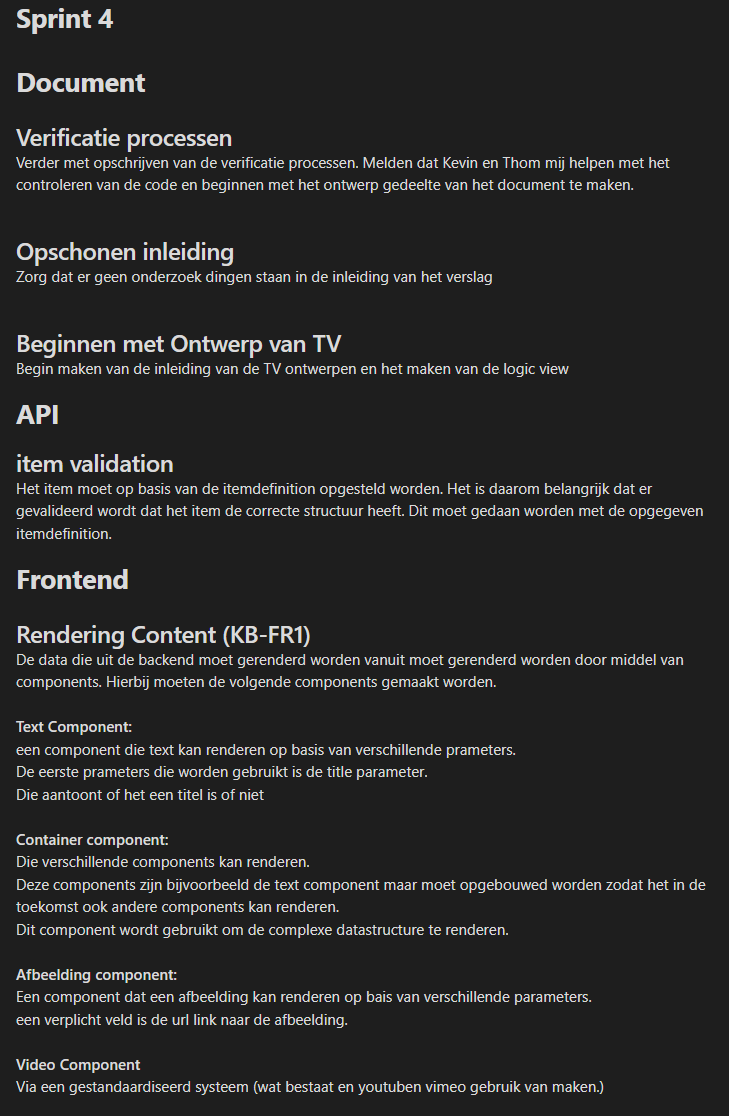 Sprint 4
Document
Verificatie processen
Verder met opschrijven van de verificatie processen. Melden dat Kevin en Thom mij helpen met het
controleren van de code en beginnen met het ontwerp gedeelte van het document te maken.
Opschonen inleiding
Zorg dat er geen onderzoek dingen staan in de inleiding van het verslag
Beginnen met Ontwerp van TV
Begin maken van de inleiding van de TV ontwerpen en het maken van de logic view
API
item validation
Het item moet op basis van de itemdefinition opgesteld worden. Het is daarom belangrijk dat er
gevalideerd wordt dat het item de correcte structuur heeft. Dit moet gedaan worden met de opgegeven
itemdefinition.
Frontend
Rendering Content (KB-FR1)
De data die uit de backend moet gerenderd worden vanuit moet gerenderd worden door middel van
components. Hierbij moeten de volgende components gemaakt worden.
Text Component:
een component die text kan renderen op basis van verschillende prameters.
De eerste prameters die worden gebruikt is de title parameter.
Die aantoont of het een titel is of niet
Container component:
Die verschillende components kan renderen.
Deze components zijn bijvoorbeeld de text component maar moet opgebouwed worden zodat het in de
toekomst ook andere components kan renderen.
Dit component wordt gebruikt om de complexe datastructure te renderen.
Afbeelding component:
Een component dat een afbeelding kan renderen op bais van verschillende parameters.
een verplicht veld is de url link naar de afbeelding.
Video Component
Via een gestandaardiseerd systeem (wat bestaat en youtuben vimeo gebruik van maken.)